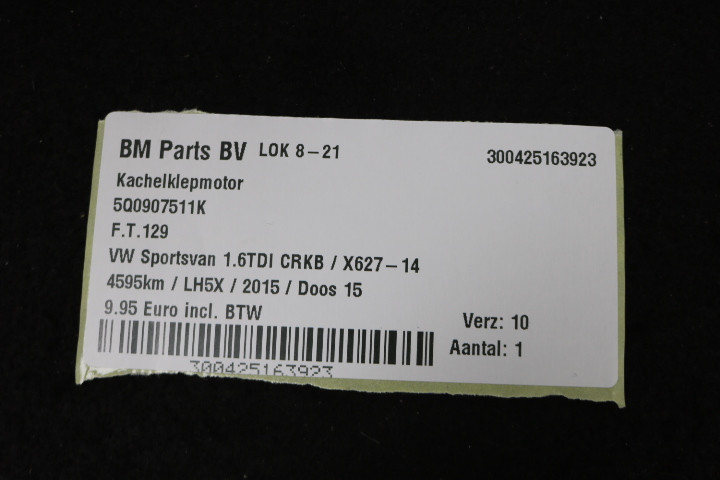 BM Parts BV LOK 8-21 300425163923
Kachelklepmotor
5Q0907511K
F.T.129
VW Sportsvan 1.6TDI CRKB / X627-14
4595km / LH5X / 2015 / Doos 15
9.95 Euro incl. BTW
Verz: 10
Aantal: 1
300425163923